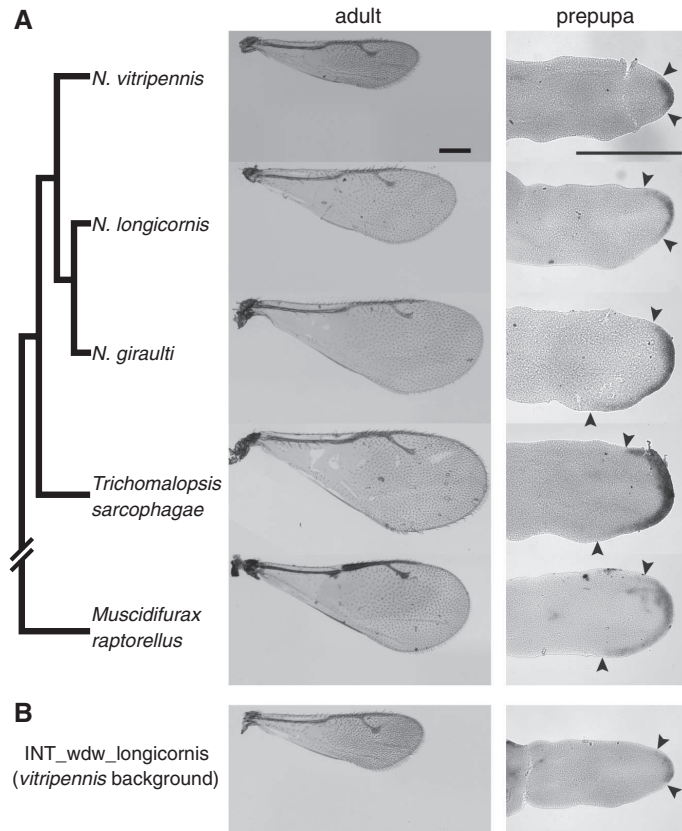 A
adult
prepupa
N. vitripennis
N. longicornis
N. giraulti
Trichomalopsis
sarcophagae
Muscidifurax
raptorellus
B
INT_wdw_longicornis
(vitripennis background)